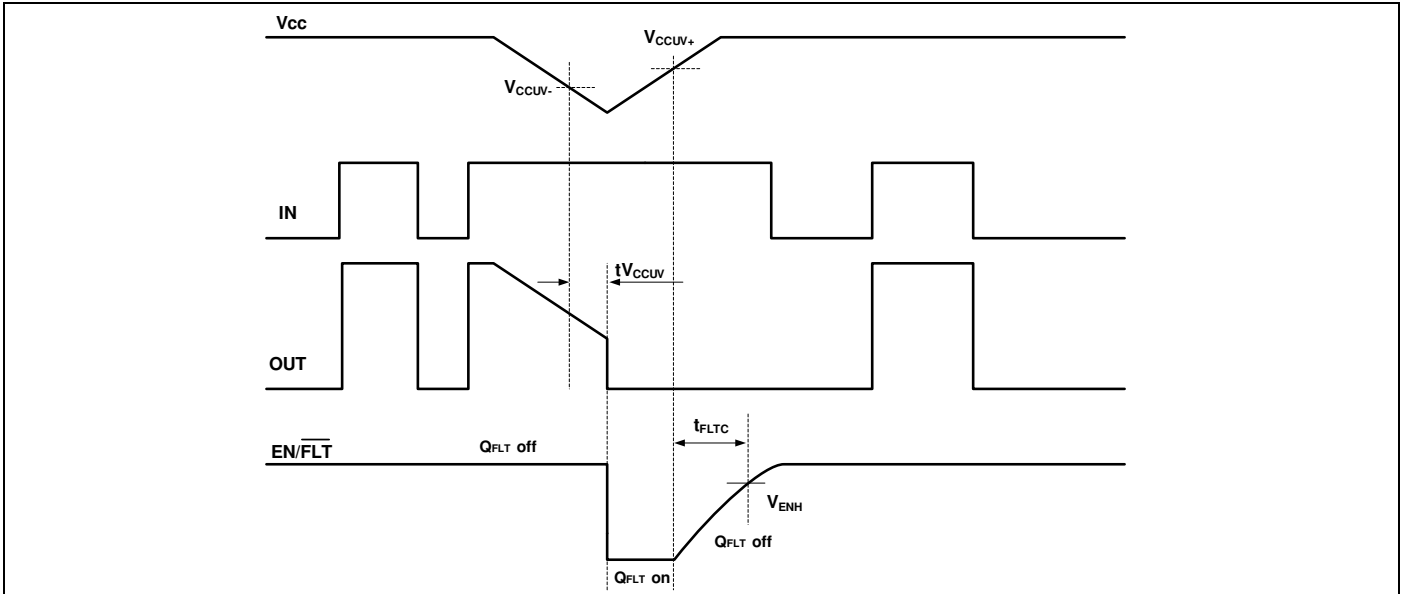 Vcc
VCCUV+
VCCUV-
IN
tVCCUV
OUT
tFLTC
EN/FLT
QFLT off
VENH
QFLT off
QFLT on